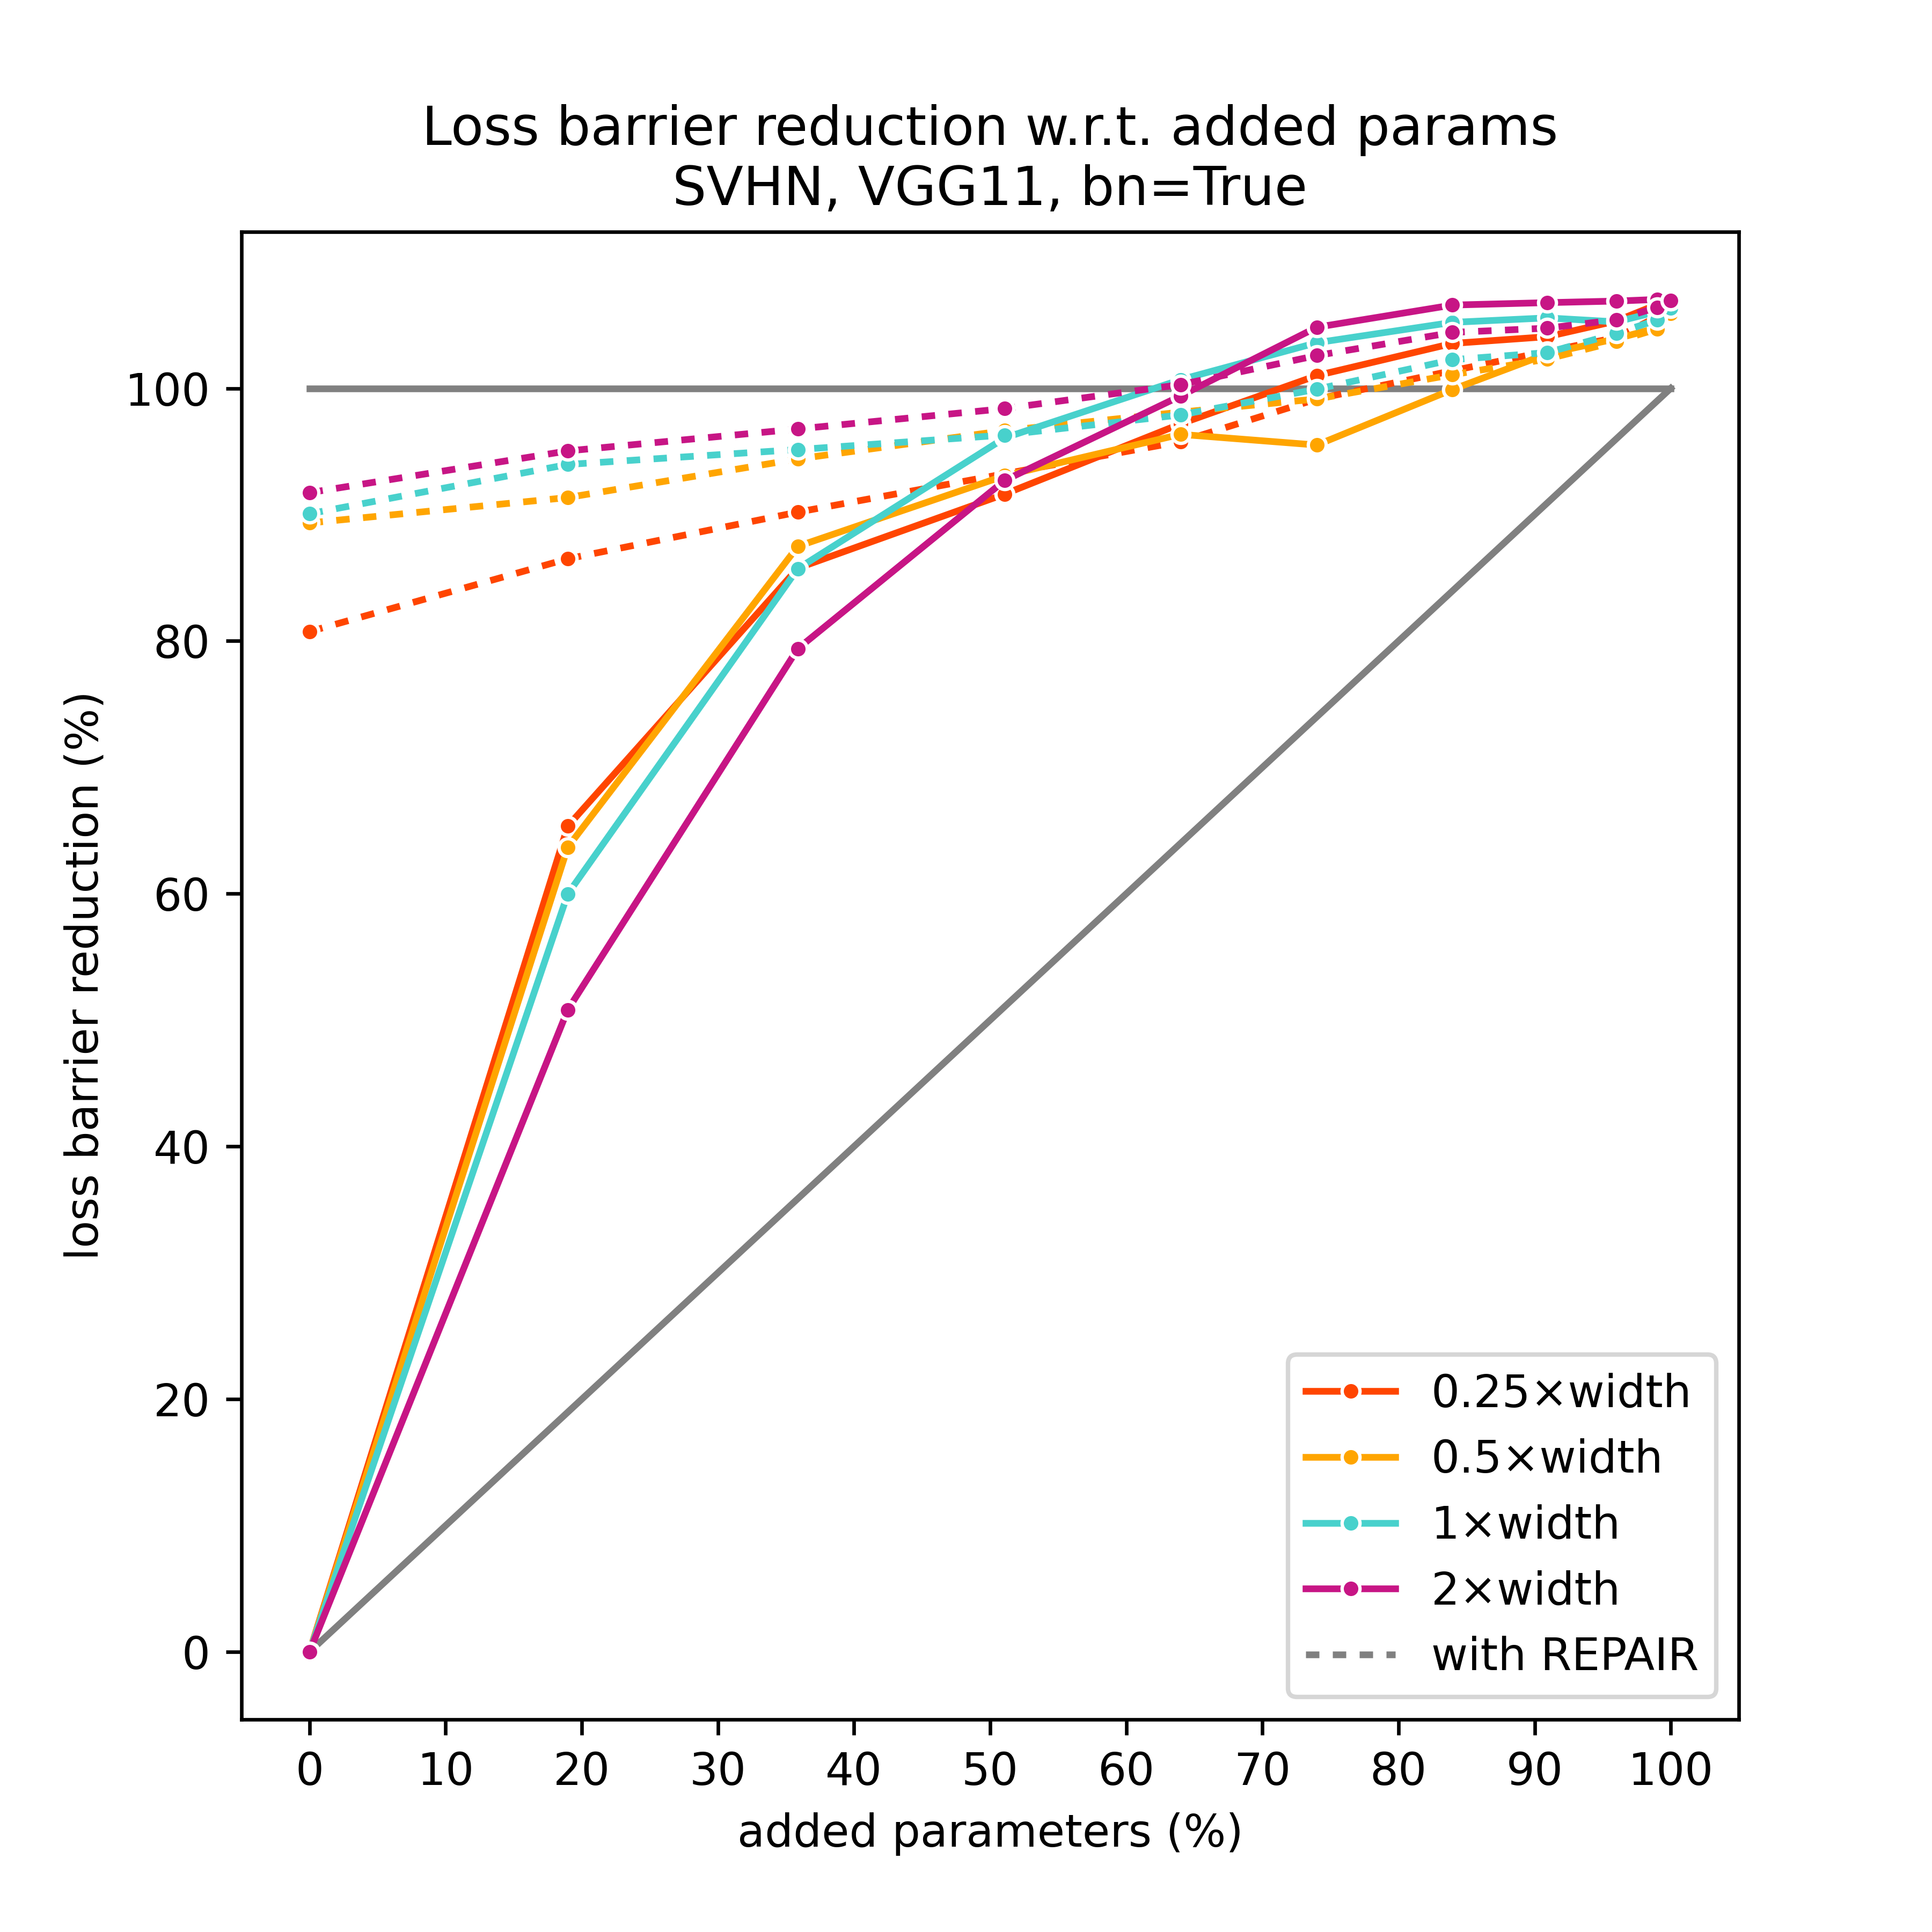 Loss barrier reduction w.r.t. added params
SVHN, VGG11, bn=True
loss barrier reduction (%)
100
80
60
40
20
0
0 10 20 30 40 50 60 70 80 90 100
added parameters (%)
0.25×width
0.5×width
1×width
2×width
with REPAIR